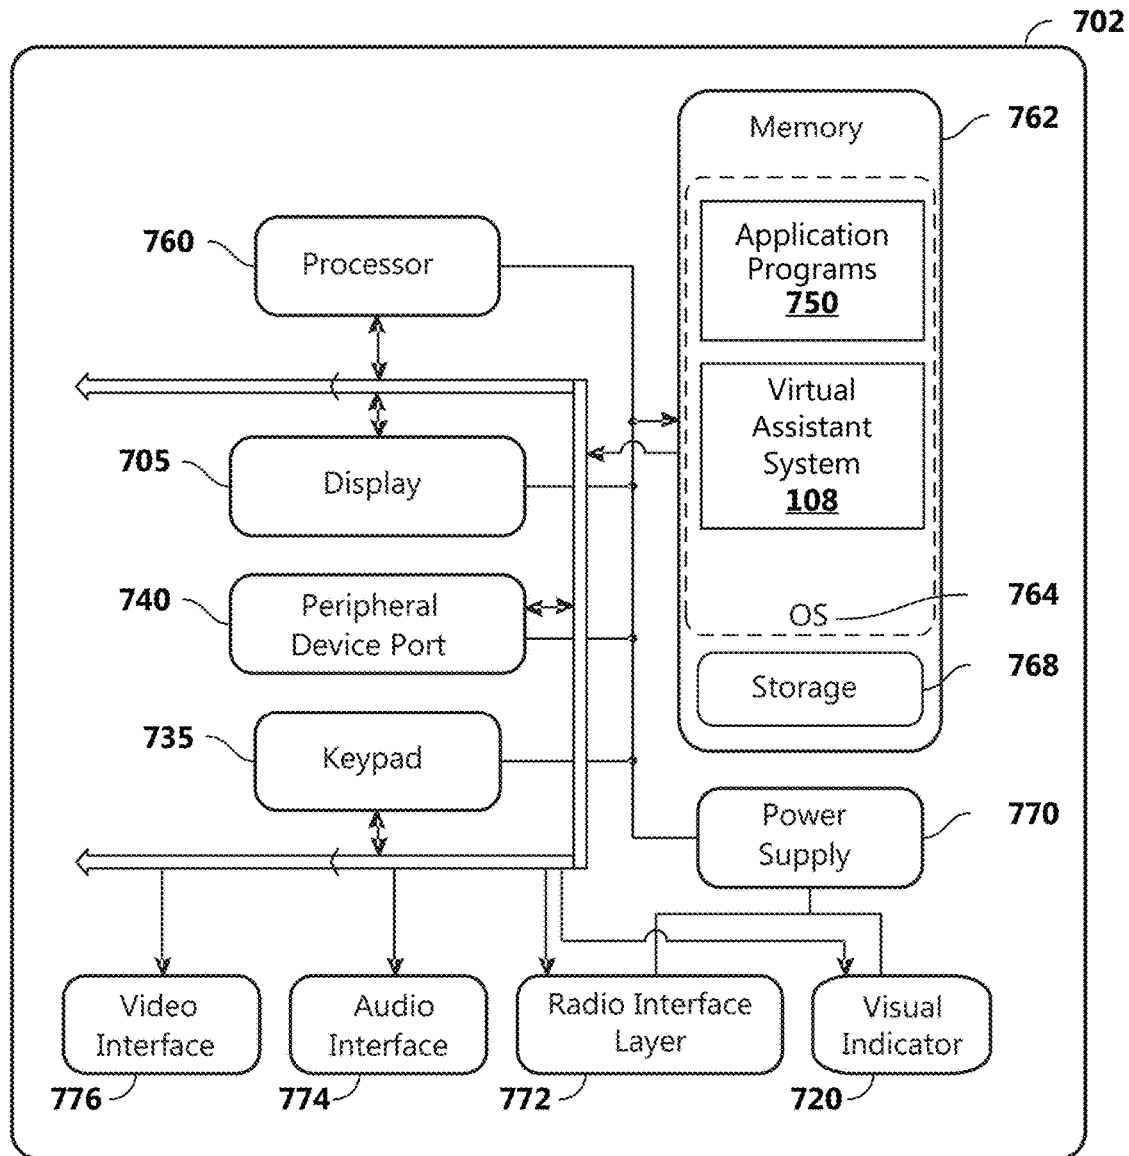 702
Memory
762
Application
Programs
750
760
Processor
Virtual
Assistant
System
108
705
Display
740
Peripheral
Device Port
OS
764
Storage
768
735
Keypad
Power
Supply
770
Video
Interface
776
Audio
Interface
774
Radio Interface
Layer
772
Visual
Indicator
720